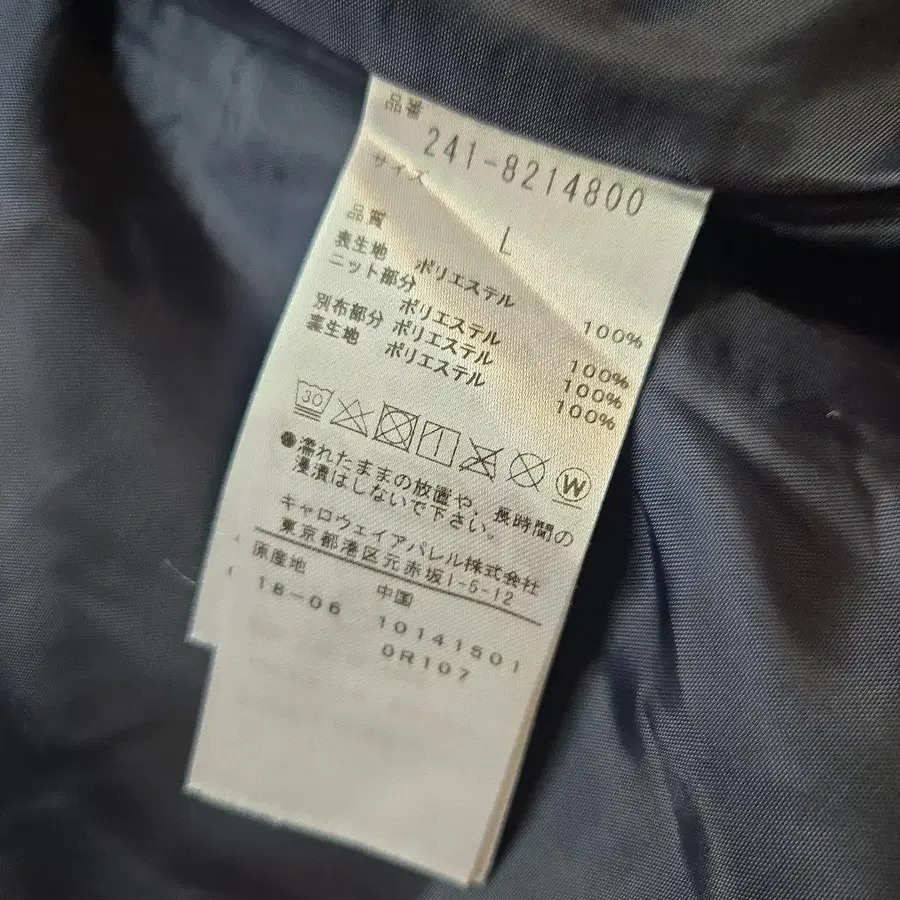 品番
241-8214800
サイズ
L
品質
表生地 ポリエステル 100%
ニット部分
ポリエステル 100%
別布部分 ポリエステル 100%
裏生地 ポリエステル 100%
30
W
●濡れたままの放置や、長時間の
浸漬はしないで下さい。
キャロウェイアパレル株式会社
東京都港区元赤坂1-5-12
原産地 中国
18-06 10141501
0R107